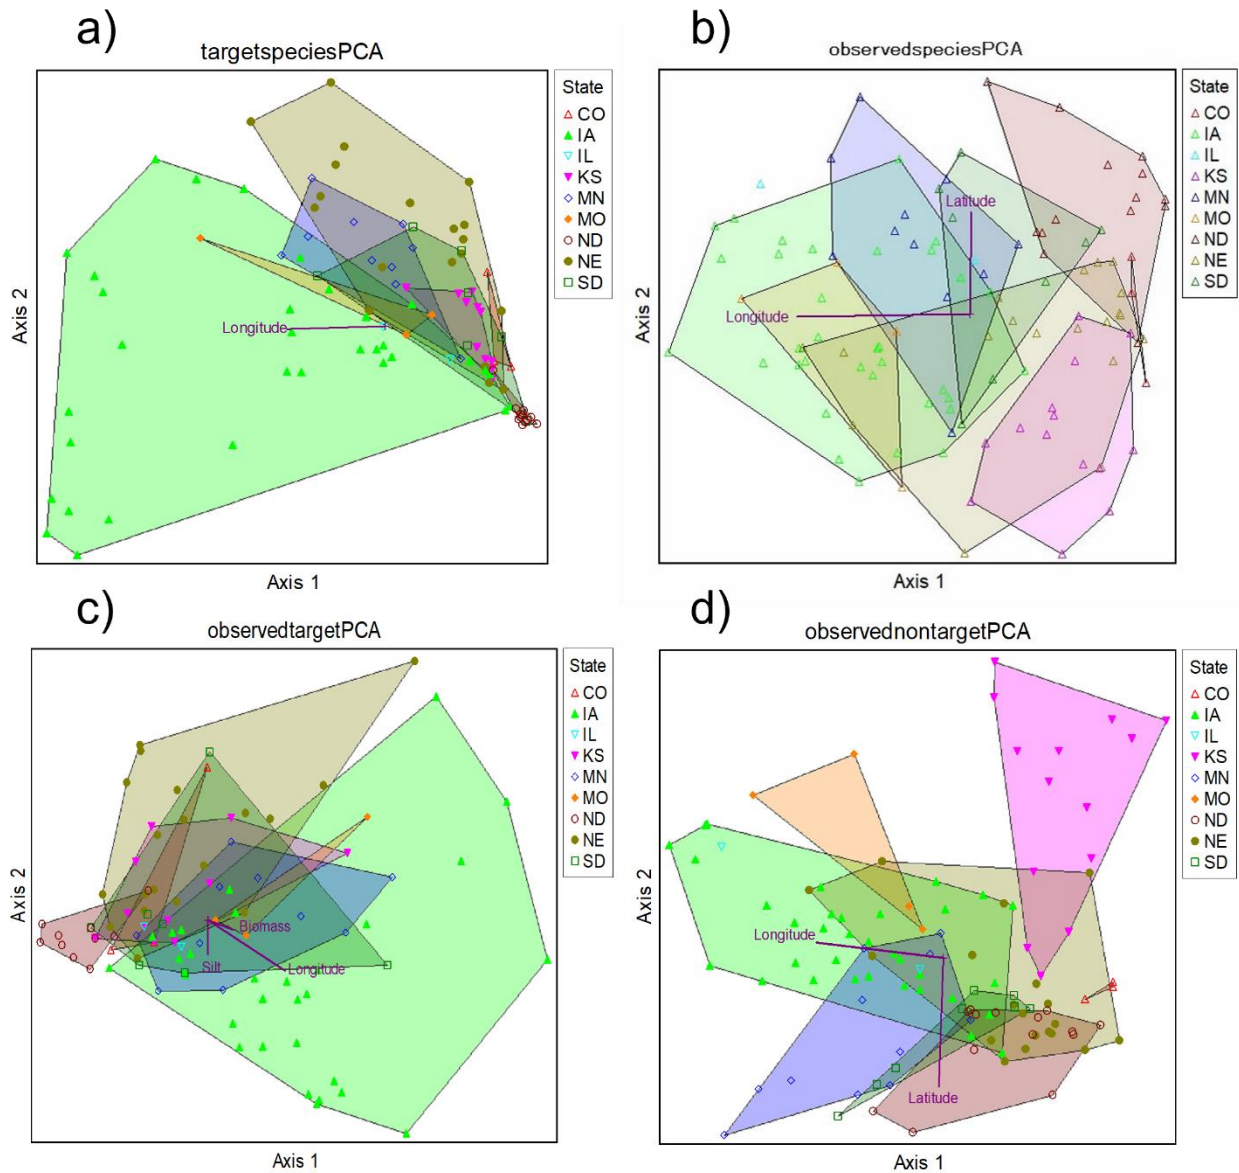 a)
targetspeciesPCA
Axis 2
Longitude
Axis 1
State
CO
IA
IL
KS
MN
MO
ND
NE
SD
b)
observedspeciesPCA
Axis 2
Latitude
Longitude
Axis 1
State
CO
IA
IL
KS
MN
MO
ND
NE
SD
c)
observedtargetPCA
Axis 2
Biomass
Silt
Longitude
Axis 1
State
CO
IA
IL
KS
MN
MO
ND
NE
SD
d)
observednontargetPCA
Axis 2
Longitude
Latitude
Axis 1
State
CO
IA
IL
KS
MN
MO
ND
NE
SD